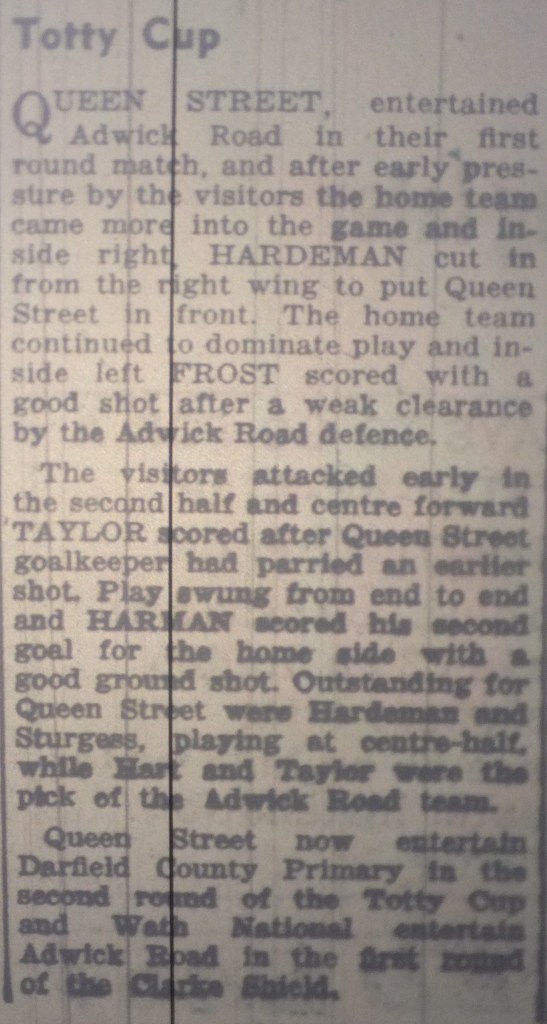 Totty Cup
QUEEN STREET, entertained
Adwick Road in their first
round match, and after early pres-
sure by the visitors the home team
came more into the game and in-
side right, HARDEMAN cut in
from the right wing to put Queen
Street in front. The home team
continued to dominate play and in-
side left FROST scored with a
good shot after a weak clearance
by the Adwick Road defence.
The visitors attacked early in
the second half and centre forward
TAYLOR scored after Queen Street
goalkeeper had parried an earlier
shot. Play swung from end to end
and HARMAN scored his second
goal for the home side with a
good ground shot. Outstanding for
Queen Street were Hardeman and
Sturgess, playing at centre-half,
while Hart and Taylor were the
pick of the Adwick Road team.
Queen Street now entertain
Darfield County Primary in the
second round of the Totty Cup
and Wath National entertain
Adwick Road in the first round
of the Clarke Shield.